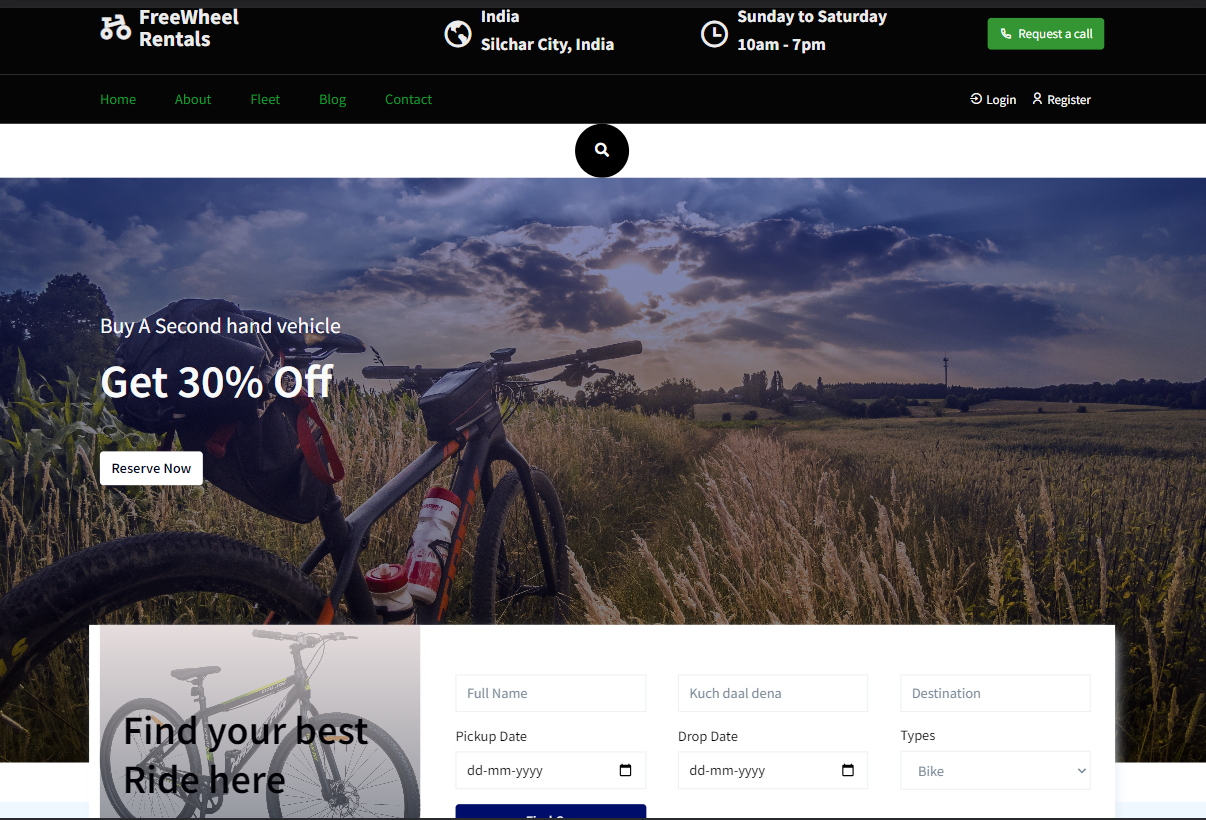 FreeWheel
Rentals
India
Silchar City, India
Sunday to Saturday
10am - 7pm
Request a call
Home
About
Fleet
Blog
Contact
Login
Register
Buy A Second hand vehicle
Get 30% Off
Reserve Now
Find your best
Ride here
Full Name
Kuch daal dena
Destination
Pickup Date
Drop Date
Types
dd-mm-yyyy
dd-mm-yyyy
Bike